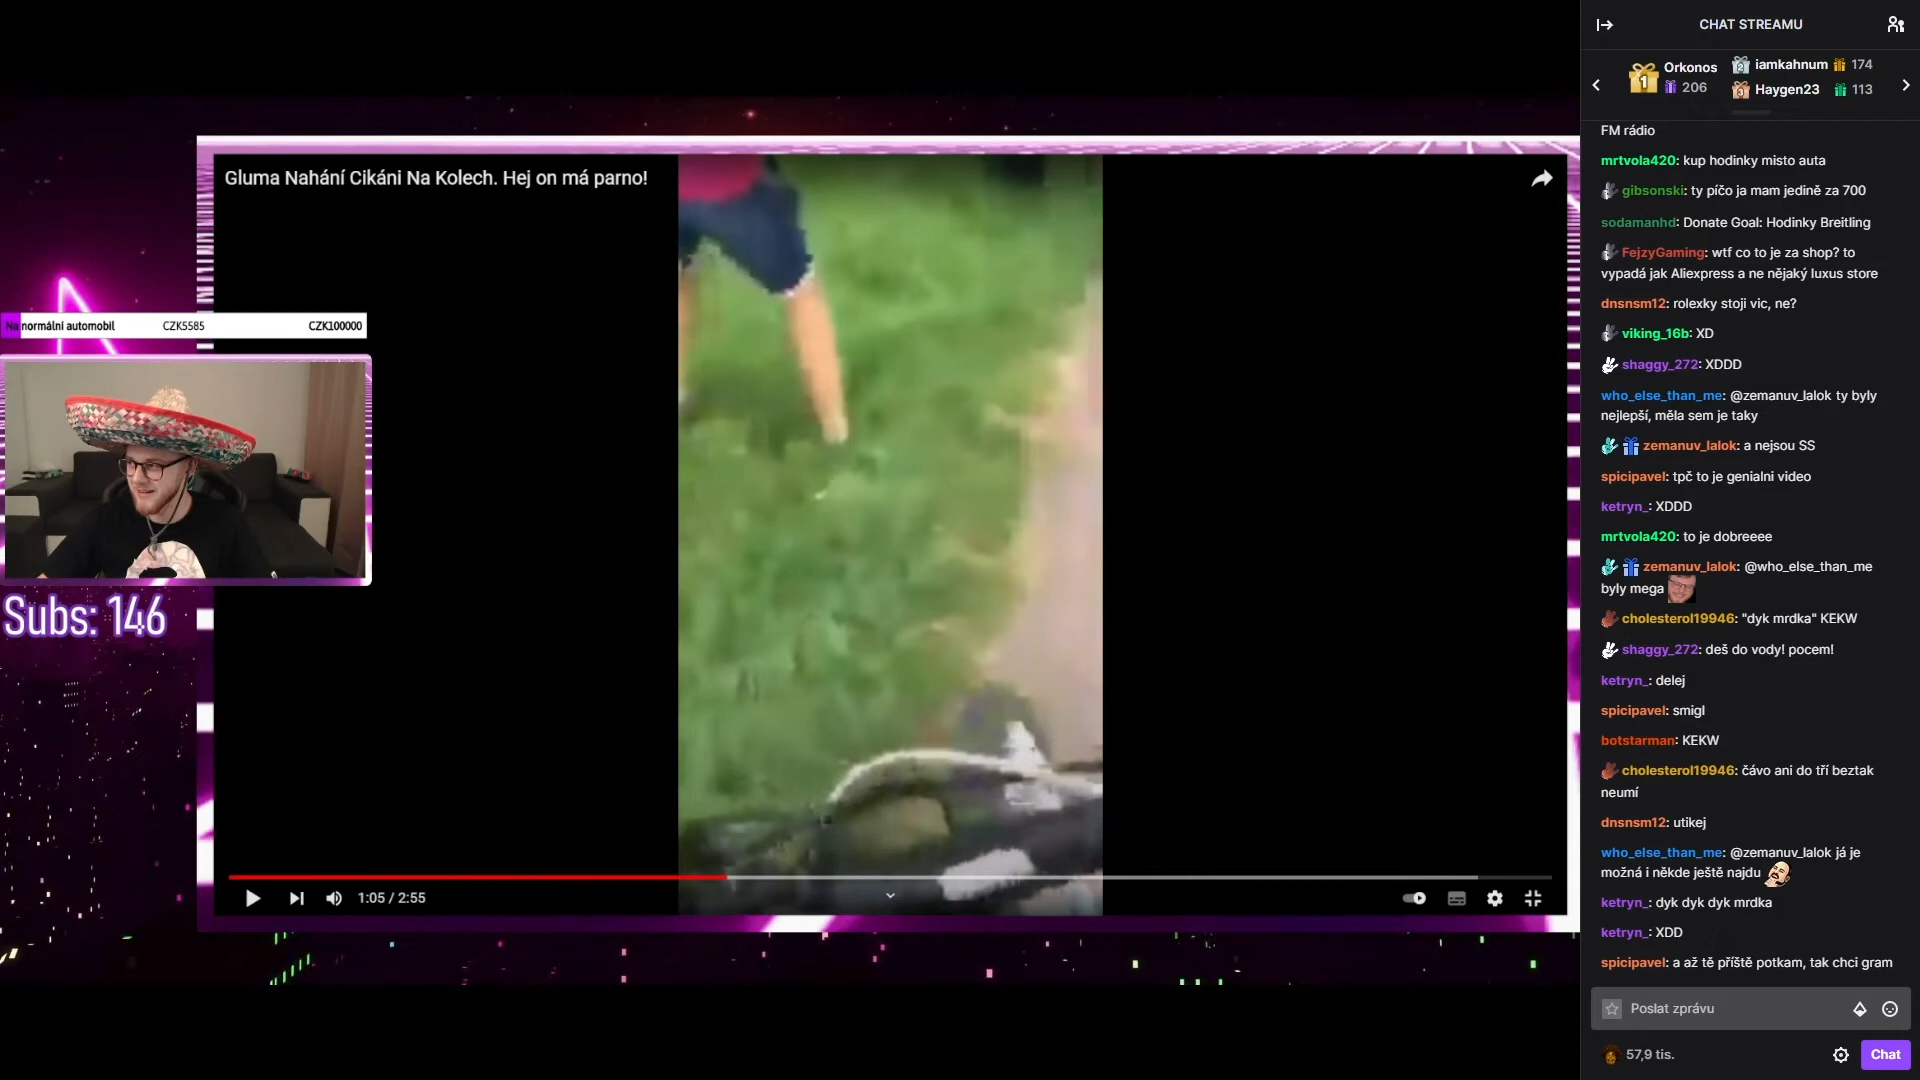 Gluma Nahání Cikáni Na Kolech. Hej on má parno!
Na normální automobil CZK5585 CZK100000
Subs: 146
1:05 / 2:55
CHAT STREAMU
1 Orkonos
206
2 iamkahnum 174
3 Haygen23 113
FM rádio
mrtvola420: kup hodinky misto auta
gibsonski: ty píčo ja mam jedině za 700
sodamanhd: Donate Goal: Hodinky Breitling
FejzyGaming: wtf co to je za shop? to
vypadá jak Aliexpress a ne nějaký luxus store
dnsnsm12: rolexky stoji vic, ne?
viking_16b: XD
shaggy_272: XDDD
who_else_than_me: @zemanuv_lalok ty byly
nejlepší, měla sem je taky
zemanuv_lalok: a nejsou SS
spicipavel: tpč to je genialni video
ketryn_: XDDD
mrtvola420: to je dobreeee
zemanuv_lalok: @who_else_than_me
byly mega
cholesterol19946: "dyk mrdka" KEKW
shaggy_272: deš do vody! pocem!
ketryn_: delej
spicipavel: smigl
botstarman: KEKW
cholesterol19946: čávo ani do tří beztak
neumí
dnsnsm12: utikej
who_else_than_me: @zemanuv_lalok já je
možná i někde ještě najdu
ketryn_: dyk dyk dyk mrdka
ketryn_: XDD
spicipavel: a až tě příště potkam, tak chci gram
Poslat zprávu
57,9 tis.
Chat